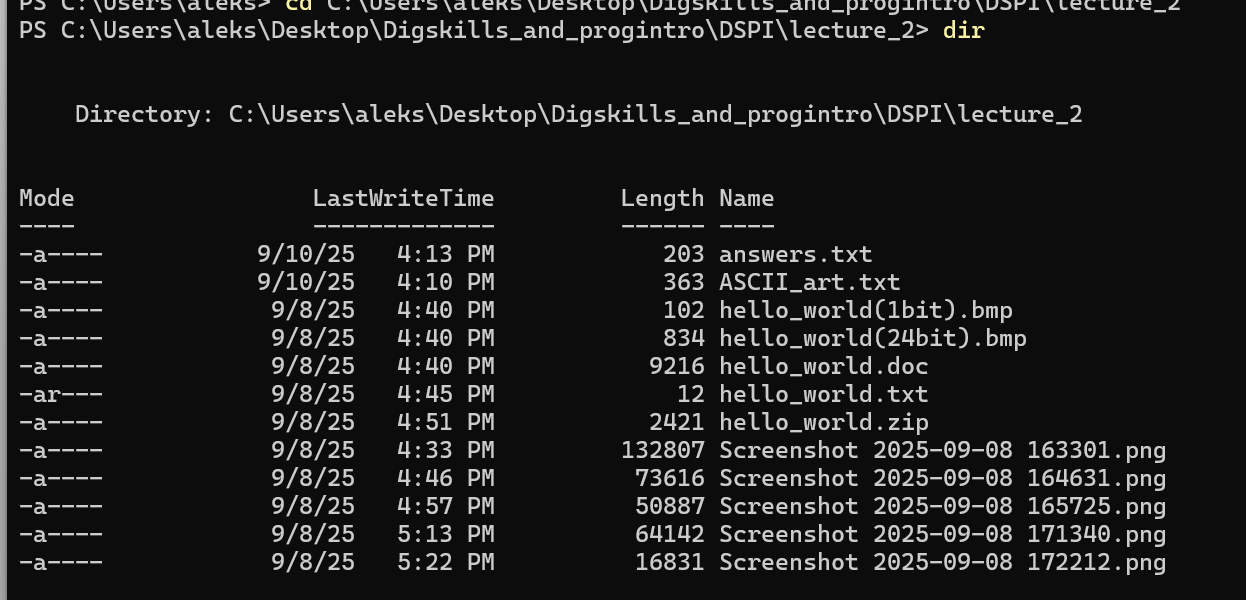 PS C:\Users\aleks> cd C:\Users\aleks\Desktop\Digskills_and_progintro\DSPI\lecture_2
PS C:\Users\aleks\Desktop\Digskills_and_progintro\DSPI\lecture_2> dir
Directory: C:\Users\aleks\Desktop\Digskills_and_progintro\DSPI\lecture_2
Mode LastWriteTime Length Name
---- ------------- ------ ----
-a---- 9/10/25 4:13 PM 203 answers.txt
-a---- 9/10/25 4:10 PM 363 ASCII_art.txt
-a---- 9/8/25 4:40 PM 102 hello_world(1bit).bmp
-a---- 9/8/25 4:40 PM 834 hello_world(24bit).bmp
-a---- 9/8/25 4:40 PM 9216 hello_world.doc
-ar--- 9/8/25 4:45 PM 12 hello_world.txt
-a---- 9/8/25 4:51 PM 2421 hello_world.zip
-a---- 9/8/25 4:33 PM 132807 Screenshot 2025-09-08 163301.png
-a---- 9/8/25 4:46 PM 73616 Screenshot 2025-09-08 164631.png
-a---- 9/8/25 4:57 PM 50887 Screenshot 2025-09-08 165725.png
-a---- 9/8/25 5:13 PM 64142 Screenshot 2025-09-08 171340.png
-a---- 9/8/25 5:22 PM 16831 Screenshot 2025-09-08 172212.png